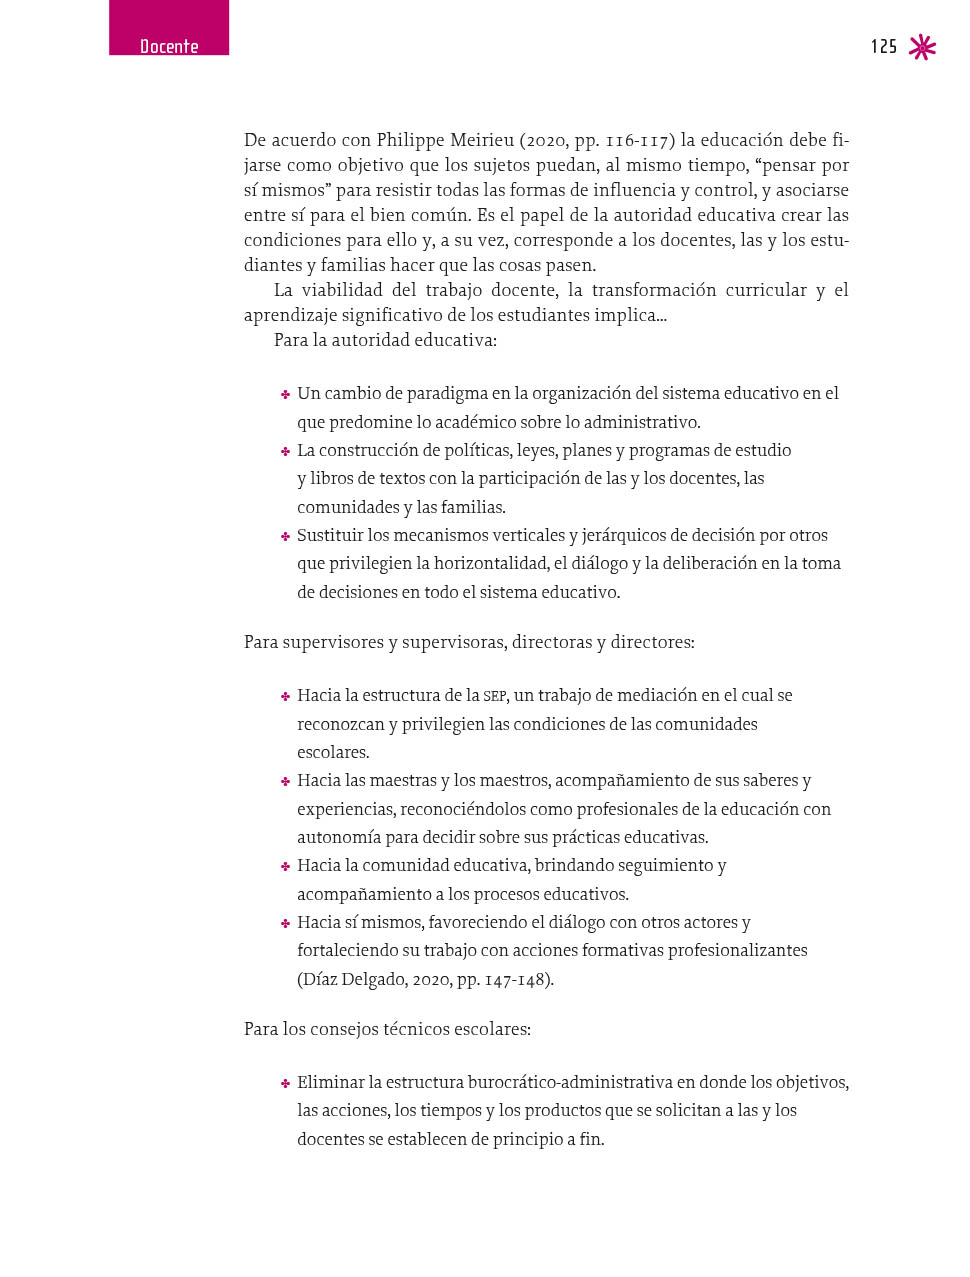 Docente
125
De acuerdo con Philippe Meirieu (2020, pp. 116-117) la educación debe fi-
jarse como objetivo que los sujetos puedan, al mismo tiempo, “pensar por
sí mismos” para resistir todas las formas de influencia y control, y asociarse
entre sí para el bien común. Es el papel de la autoridad educativa crear las
condiciones para ello y, a su vez, corresponde a los docentes, las y los estu-
diantes y familias hacer que las cosas pasen.
La viabilidad del trabajo docente, la transformación curricular y el
aprendizaje significativo de los estudiantes implica...
Para la autoridad educativa:
✤ Un cambio de paradigma en la organización del sistema educativo en el
que predomine lo académico sobre lo administrativo.
✤ La construcción de políticas, leyes, planes y programas de estudio
y libros de textos con la participación de las y los docentes, las
comunidades y las familias.
✤ Sustituir los mecanismos verticales y jerárquicos de decisión por otros
que privilegien la horizontalidad, el diálogo y la deliberación en la toma
de decisiones en todo el sistema educativo.
Para supervisores y supervisoras, directoras y directores:
✤ Hacia la estructura de la SEP, un trabajo de mediación en el cual se
reconozcan y privilegien las condiciones de las comunidades
escolares.
✤ Hacia las maestras y los maestros, acompañamiento de sus saberes y
experiencias, reconociéndolos como profesionales de la educación con
autonomía para decidir sobre sus prácticas educativas.
✤ Hacia la comunidad educativa, brindando seguimiento y
acompañamiento a los procesos educativos.
✤ Hacia sí mismos, favoreciendo el diálogo con otros actores y
fortaleciendo su trabajo con acciones formativas profesionalizantes
(Díaz Delgado, 2020, pp. 147-148).
Para los consejos técnicos escolares:
✤ Eliminar la estructura burocrático-administrativa en donde los objetivos,
las acciones, los tiempos y los productos que se solicitan a las y los
docentes se establecen de principio a fin.